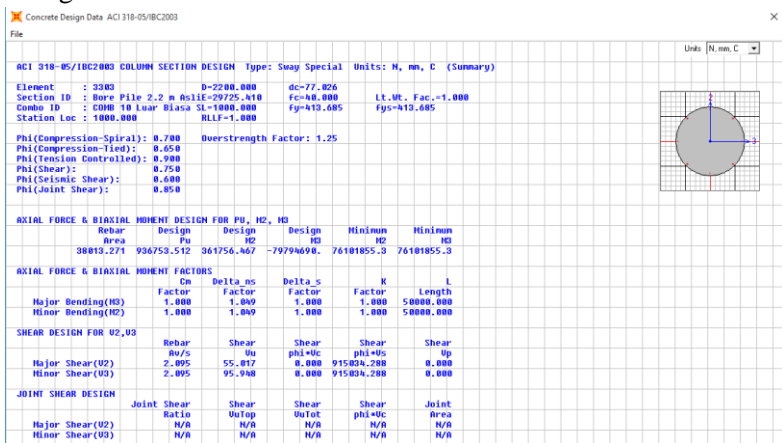 Concrete Design Data ACI 318-05/IBC2003
File
Units N, mm, C
ACI 318-05/IBC2003 COLUMN SECTION DESIGN Type: Sway Special Units: N, mm, C (Summary)
Element : 3303 D=2200.000 dc=77.026
Section ID : Bore Pile 2.2 m AsliE=29725.410 fc=40.000 Lt.Wt. Fac.=1.000
Combo ID : COMB 10 Luar Biasa SL=1000.000 fy=413.685 fys=413.685
Station Loc : 1000.000 RLLF=1.000
Phi(Compression-Spiral): 0.700 Overstrength Factor: 1.25
Phi(Compression-Tied): 0.650
Phi(Tension Controlled): 0.900
Phi(Shear): 0.750
Phi(Seismic Shear): 0.600
Phi(Joint Shear): 0.850
2
3
AXIAL FORCE & BIAXIAL MOMENT DESIGN FOR PU, M2, M3
Rebar Design Design Design Minimum Minimum
Area Pu M2 M3 M2 M3
38013.271 936753.512 361756.467 -79794690. 76101855.3 76101855.3
AXIAL FORCE & BIAXIAL MOMENT FACTORS
Cm Delta_ns Delta_s K L
Factor Factor Factor Factor Length
Major Bending(M3) 1.000 1.049 1.000 1.000 50000.000
Minor Bending(M2) 1.000 1.049 1.000 1.000 50000.000
SHEAR DESIGN FOR V2,V3
Rebar Shear Shear Shear Shear
Av/s Vu phi*Vc phi*Vs Vp
Major Shear(V2) 2.095 55.017 0.000 915034.288 0.000
Minor Shear(V3) 2.095 95.948 0.000 915034.288 0.000
JOINT SHEAR DESIGN
Joint Shear Shear Shear Shear Joint
Ratio VuTop VuTot phi*Vc Area
Major Shear(V2) N/A N/A N/A N/A N/A
Minor Shear(V3) N/A N/A N/A N/A N/A